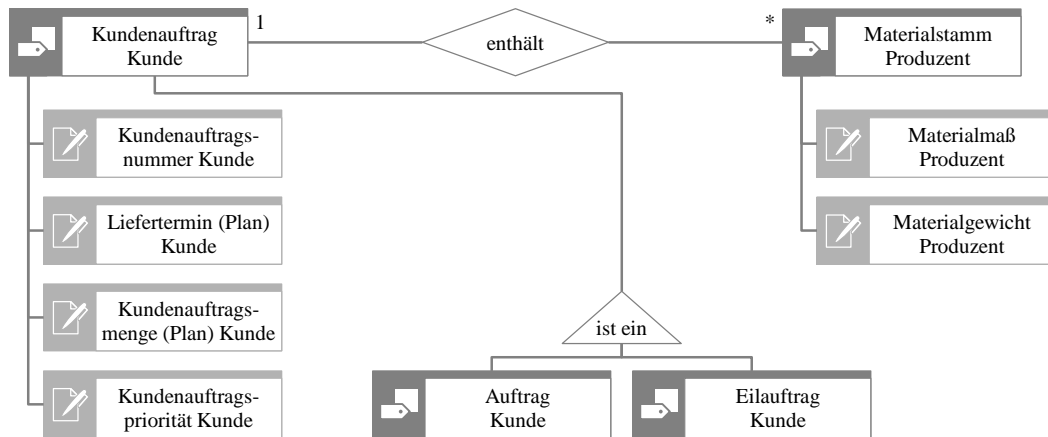 Kundenauftrag
Kunde
1
enthält
*
Materialstamm
Produzent
Kundenauftrags-
nummer Kunde
Materialmaß
Produzent
Liefertermin (Plan)
Kunde
Materialgewicht
Produzent
Kundenauftrags-
menge (Plan) Kunde
ist ein
Kundenauftrags-
priorität Kunde
Auftrag
Kunde
Eilauftrag
Kunde